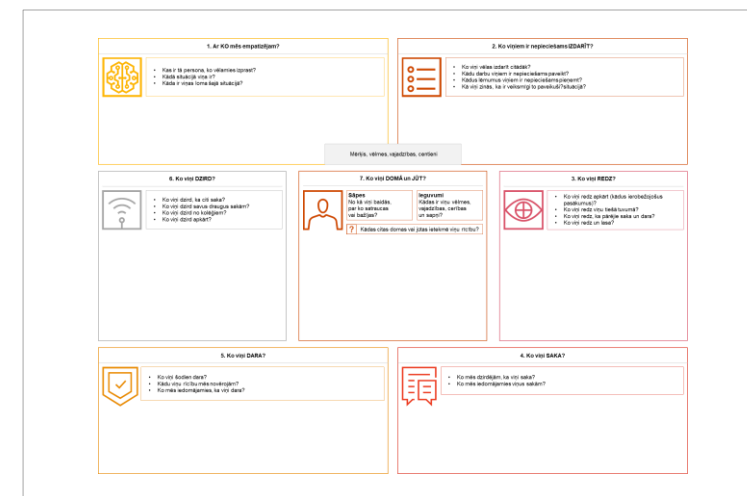 1. Ar KO mēs empatizējam?
• Kas ir tā persona, ko vēlamies izprast?
• Kādā situācijā viņa ir?
• Kāda ir viņas loma šajā situācijā?
2. Ko viņiem ir nepieciešams IZDARĪT?
• Ko viņi vēlas izdarīt citādāk?
• Kādu darbu viņiem ir nepieciešams paveikt?
• Kādus lēmumus viņiem ir nepieciešams pieņemt?
• Kā viņi zinās, ka ir veiksmīgi to paveikuši?situācijā?
Mērķis, vēlmes, vajadzības, centieni
6. Ko viņi DZIRD?
• Ko viņi dzird, ka citi saka?
• Ko viņi dzird savus draugus sakām?
• Ko viņi dzird no kolēģiem?
• Ko viņi dzird apkārt?
7. Ko viņi DOMĀ un JŪT?
Sāpes
No kā viņi baidās,
par ko satraucas
vai bažījas?
Ieguvumi
Kādas ir viņu vēlmes,
vajadzības, cerības
un sapņi?
? Kādas citas domas vai jūtas ietekmē viņu rīcību?
3. Ko viņi REDZ?
• Ko viņi redz apkārt (kādus ierobežojošus
pasākumus)?
• Ko viņi redz viņu tiešā tuvumā?
• Ko viņi redz, ka pārējie saka un dara?
• Ko viņi redz un lasa?
5. Ko viņi DARA?
• Ko viņi šodien dara?
• Kādu viņu rīcību mēs novērojām?
• Ko mēs iedomājamies, ka viņi dara?
4. Ko viņi SAKA?
• Ko mēs dzirdējām, ka viņi saka?
• Ko mēs iedomājamies viņus sakām?